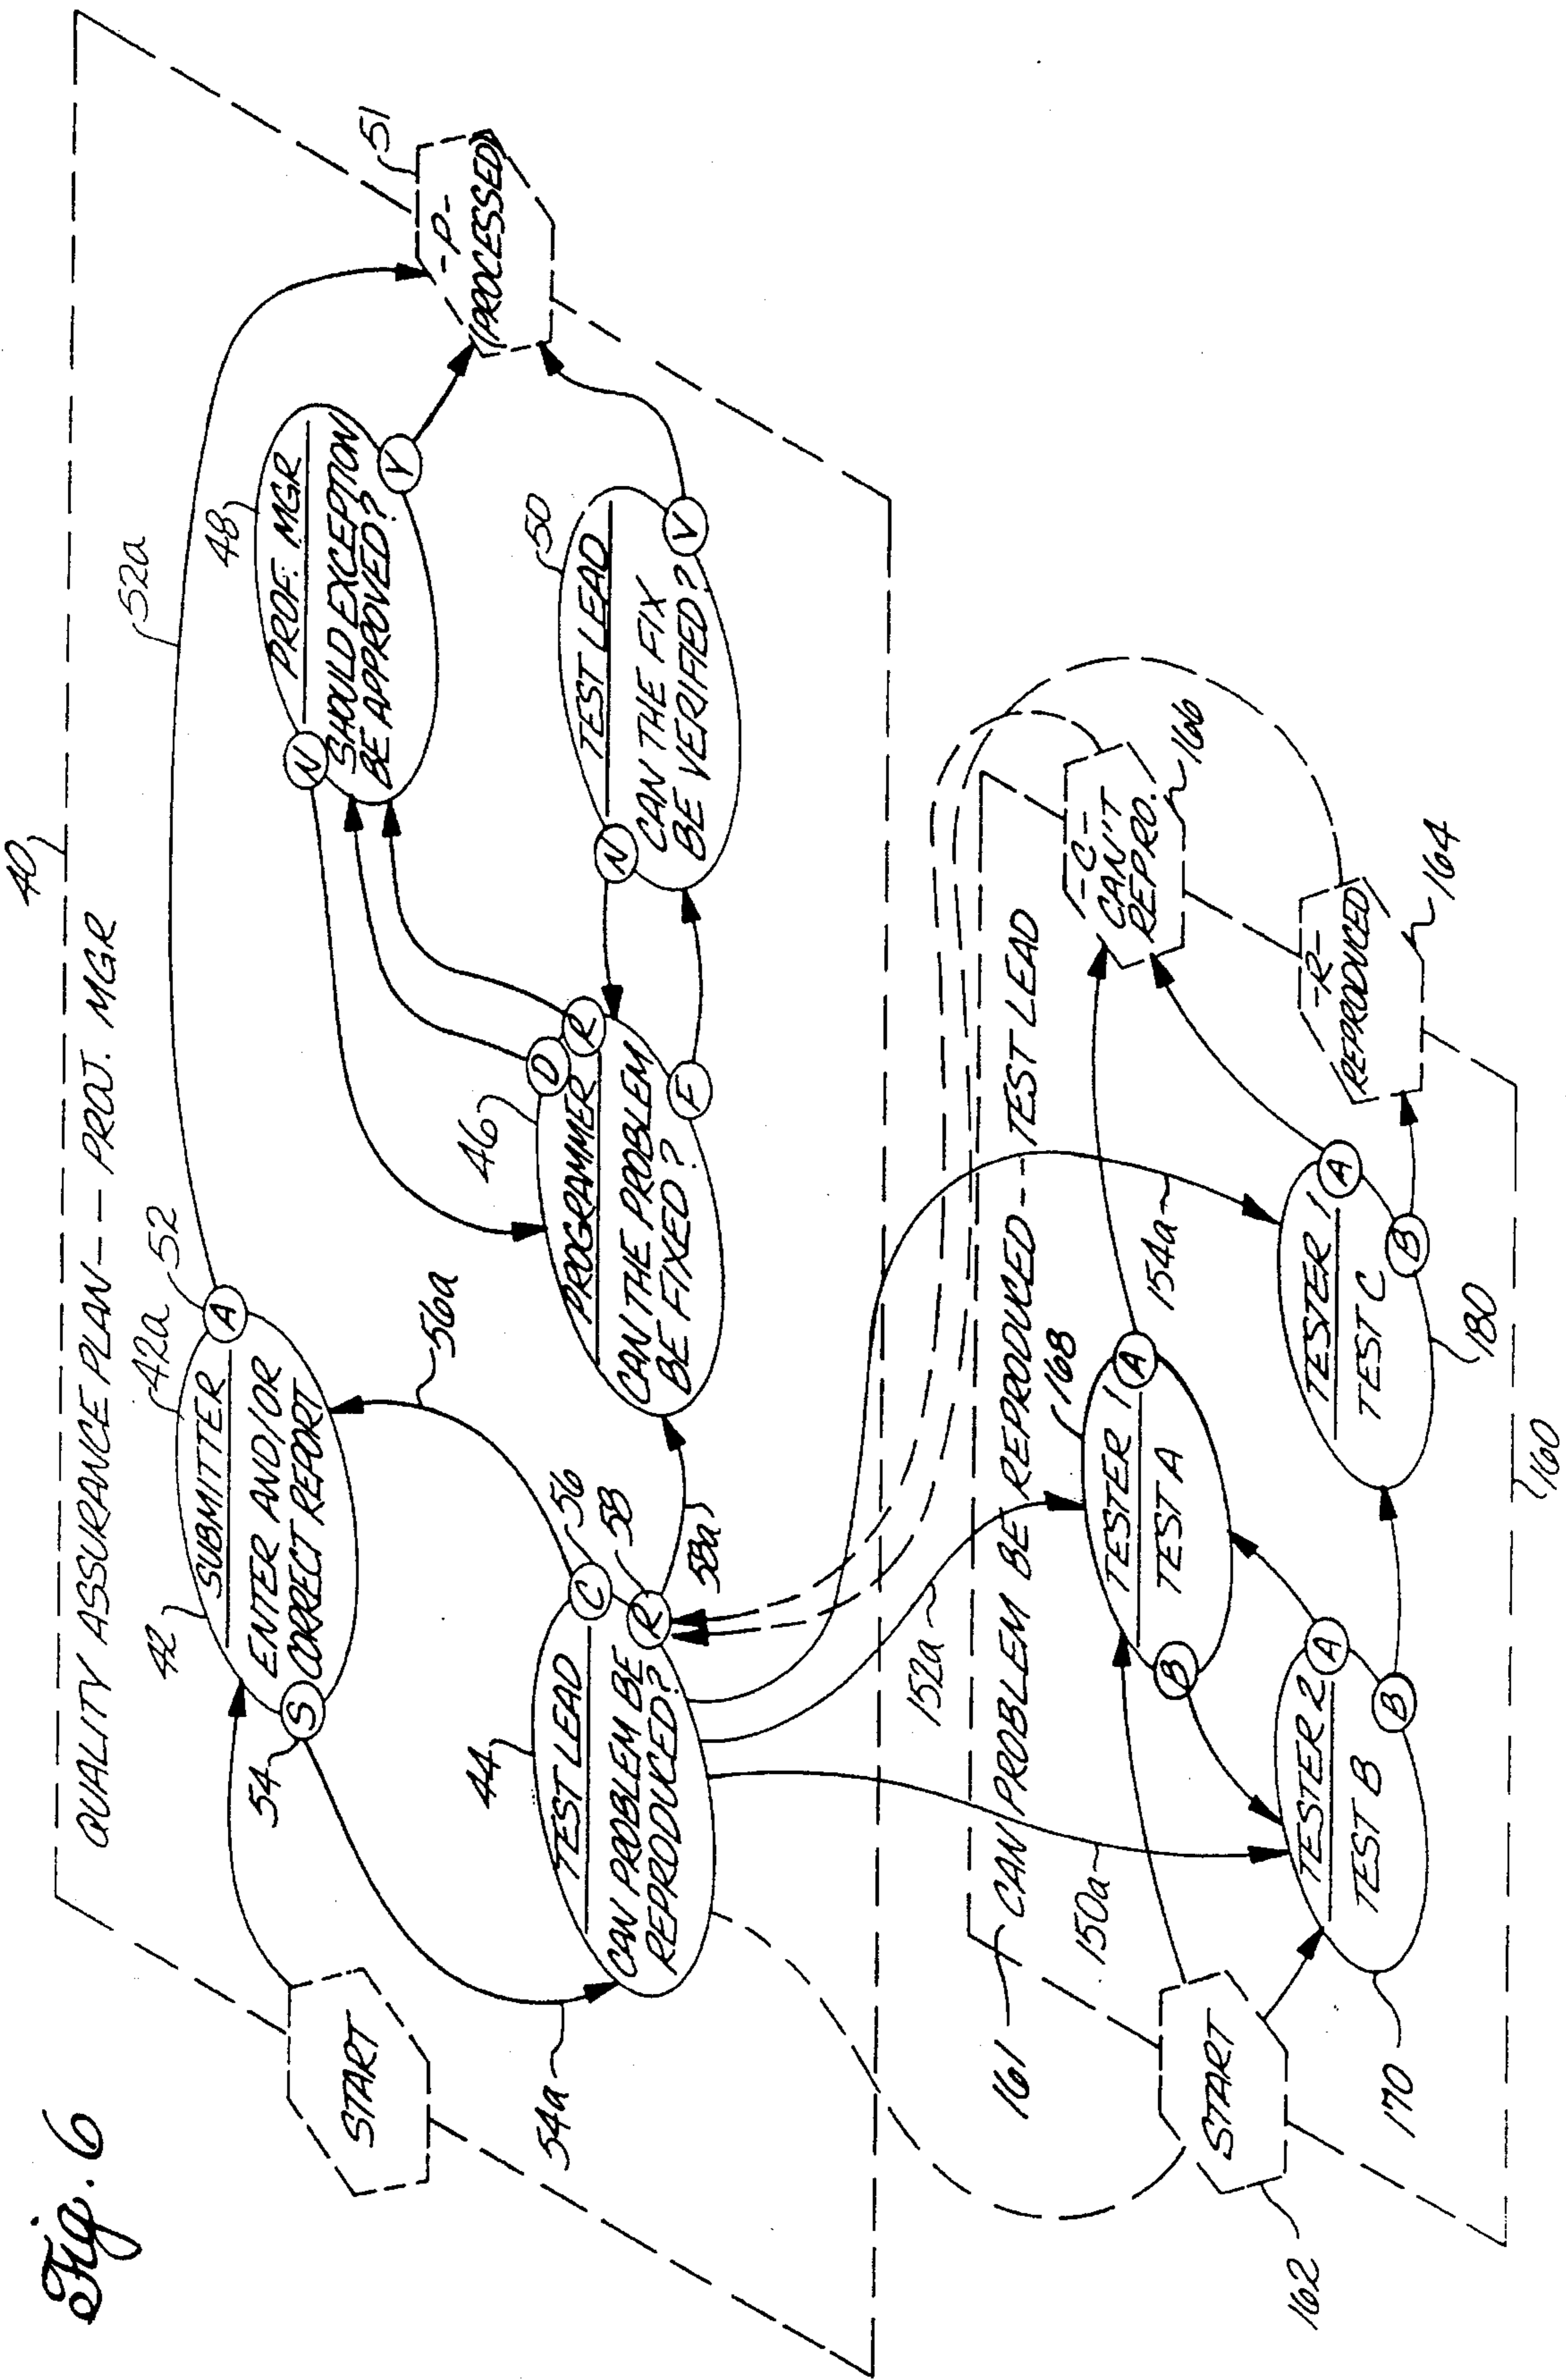 Fig. 6
40
QUALITY ASSURANCE PLAN -- PROJ. MGR
52a
42
42a
52
SUBMITTER
ENTER AND/OR
CORRECT REPORT
A
S
54
START
54a
56a
44
TEST LEAD
CAN PROBLEM BE
REPRODUCED?
C
56
R
58
58a
46
PROGRAMMER
CAN THE PROBLEM
BE FIXED?
D
R
F
48
PROF. MGR
SHOULD EXCEPTION
BE APPROVED?
N
Y
50
TEST LEAD
CAN THE FIX
BE VERIFIED?
N
V
51
-P-
(PROCESSED)
161
CAN PROBLEM BE REPRODUCED -- TEST LEAD
150a
152a
154a
START
162
168
TESTER 1
TEST A
A
B
170
TESTER 2
TEST B
A
B
180
TESTER 1
TEST C
A
B
-C-
CAN'T
REPRO.
166
-R-
REPRODUCED
164
160